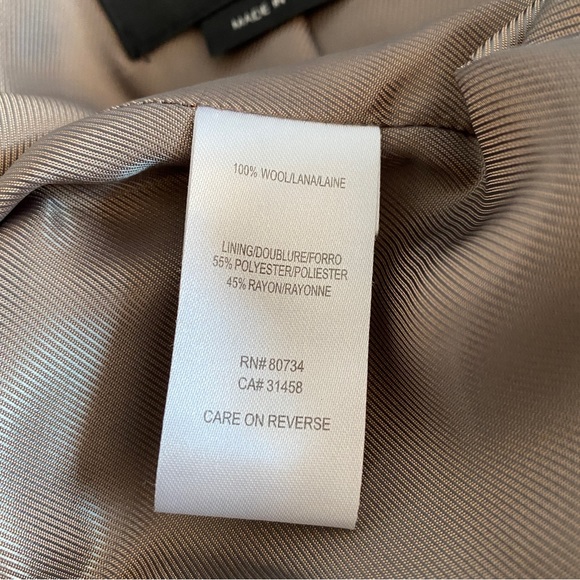 MADE
100% WOOL/LANA/LAINE
LINING/DOUBLURE/FORRO
55% POLYESTER/POLIESTER
45% RAYON/RAYONNE
RN# 80734
CA# 31458
CARE ON REVERSE